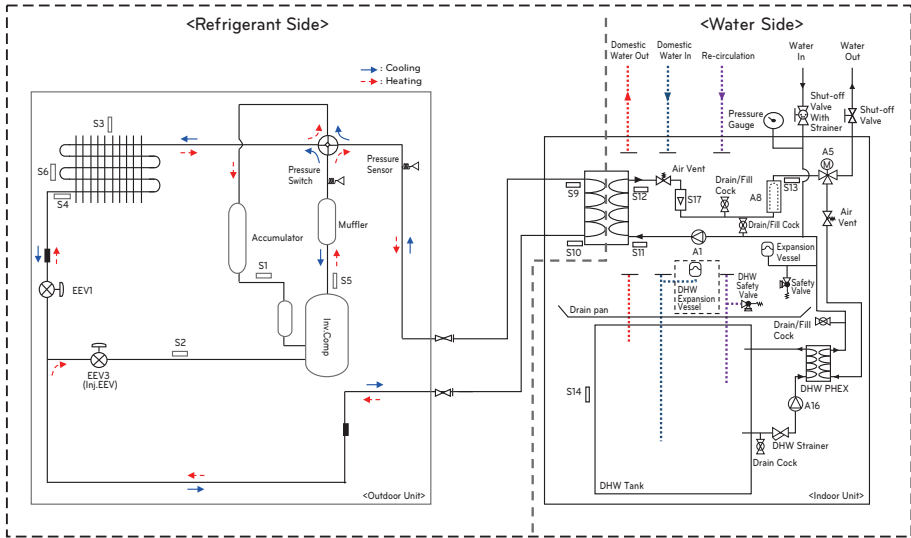 <Refrigerant Side>
<Water Side>
: Cooling
: Heating
Domestic
Water Out
Domestic
Water In
Re-circulation
Water
In
Water
Out
Shut-off
Valve
With
Strainer
Shut-off
Valve
Pressure
Gauge
S3
S6
S4
Pressure
Switch
Pressure
Sensor
Accumulator
Muffler
S1
S5
EEV1
Inv.Comp
S2
EEV3
(Inj.EEV)
<Outdoor Unit>
S9
S10
S12
S11
Air Vent
S17
Drain/Fill
Cock
A8
S13
A5
M
Air
Vent
Drain/Fill Cock
A1
Expansion
Vessel
Safety
Valve
DHW
Expansion
Vessel
DHW
Safety
Valve
Drain pan
Drain/Fill
Cock
DHW PHEX
S14
A16
DHW Strainer
Drain Cock
DHW Tank
<Indoor Unit>